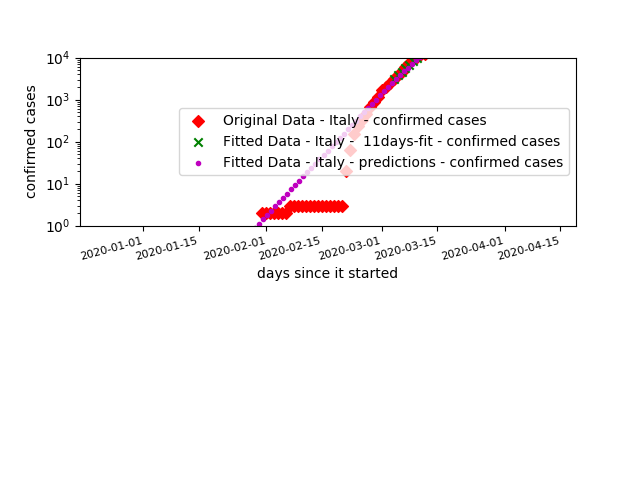 10^4
10^3
10^2
10^1
10^0
confirmed cases
Original Data - Italy - confirmed cases
Fitted Data - Italy -  11days-fit - confirmed cases
Fitted Data - Italy - predictions - confirmed cases
2020-01-01
2020-01-15
2020-02-01
2020-02-15
2020-03-01
2020-03-15
2020-04-01
2020-04-15
days since it started